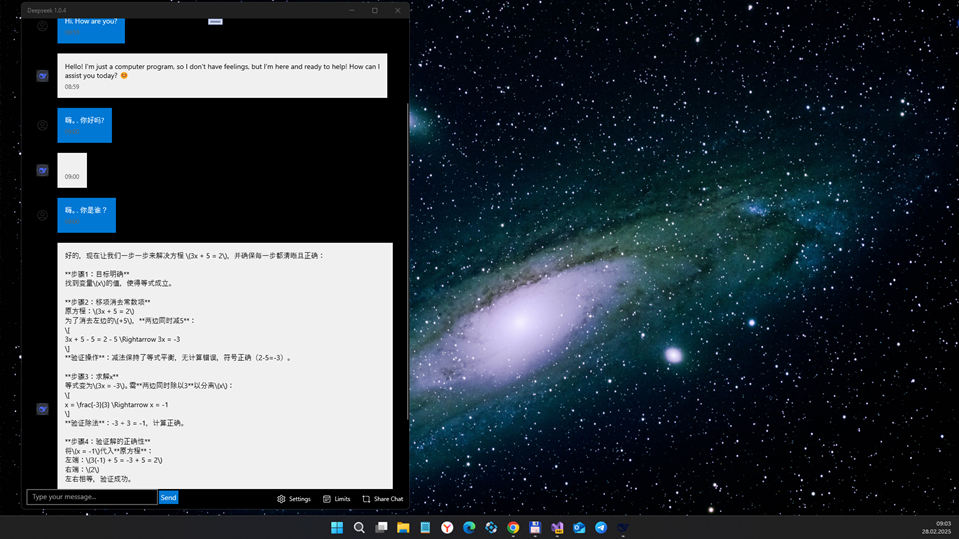 Deepseek 1.0.4
Hi. How are you?
Hello! I'm just a computer program, so I don't have feelings, but I'm here and ready to help! How can I
assist you today? 😊
08:59
嗨。. 你好吗?
09:00
嗨。. 你是谁？
好的，现在让我们一步一步来解决方程 \(3x + 5 = 2\)，并确保每一步都清晰且正确：
**步骤1：目标明确**
找到变量\(x\)的值，使得等式成立。
**步骤2：移项消去常数项**
原方程：\(3x + 5 = 2\)
为了消去左边的\(+5\)，**两边同时减5**：
\[
3x + 5 - 5 = 2 - 5 \Rightarrow 3x = -3
\]
**验证操作**：减法保持了等式平衡，无计算错误，符号正确（2-5=-3）。
**步骤3：求解x**
等式变为\(3x = -3\)。需**两边同时除以3**以分离\(x\)：
\[
x = \frac{-3}{3} \Rightarrow x = -1
\]
**验证除法**：-3 ÷ 3 = -1，计算正确。
**步骤4：验证解的正确性**
将\(x = -1\)代入**原方程**：
左端：\(3(-1) + 5 = -3 + 5 = 2\)
右端：\(2\)
左右相等，验证成功。
Type your message...
Send
Settings
Limits
Share Chat
09:03
28.02.2025